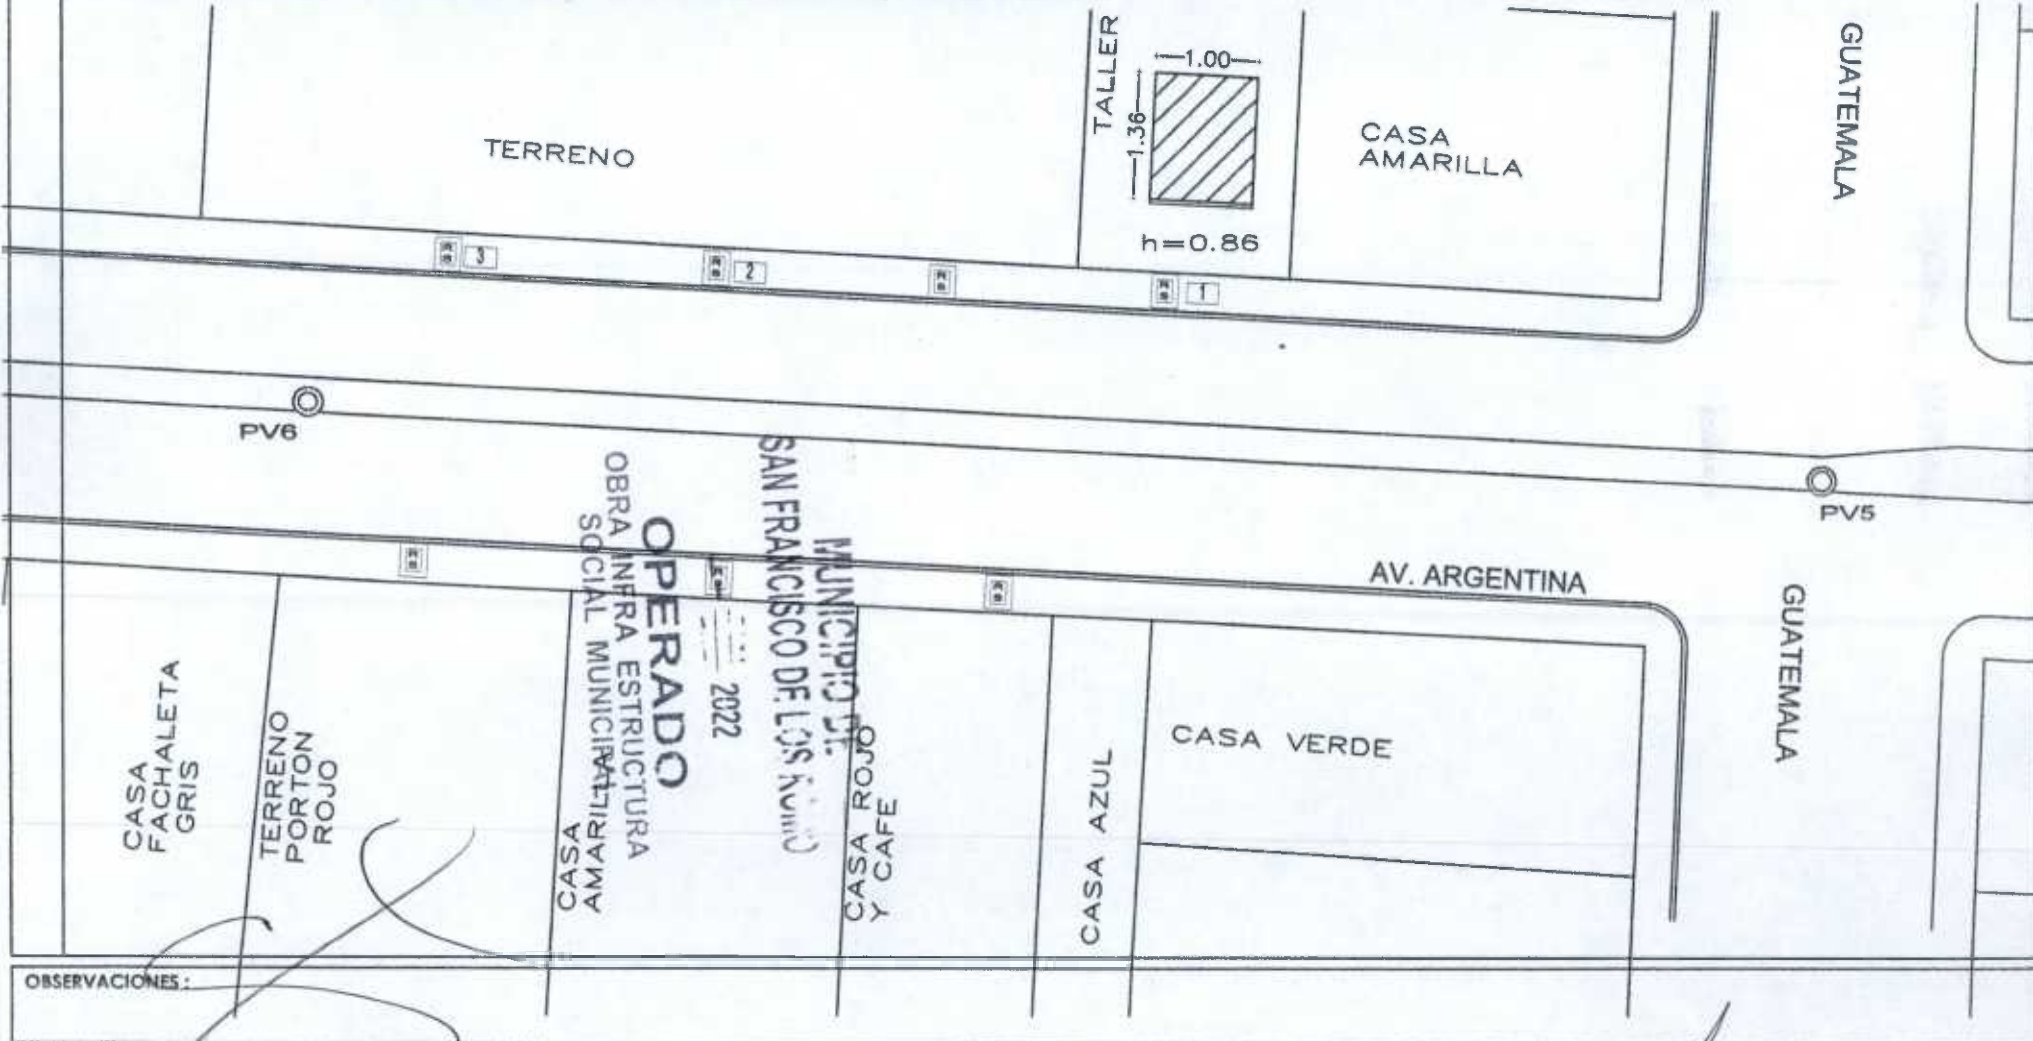 TALLER
1.00
1.36
h=0.86
TERRENO
CASA
AMARILLA
GUATEMALA
3
2
1
PV6
PV5
AV. ARGENTINA
GUATEMALA
MUNICIPIO DE
SAN FRANCISCO DE LOS
2022
OPERADO
OBRA INFRA ESTRUCTURA
SOCIAL MUNICIPAL
CASA
FACHALETA
GRIS
TERRENO
PORTON
ROJO
CASA
AMARILLA
CASA ROJO
Y CAFE
CASA AZUL
CASA VERDE
OBSERVACIONES: